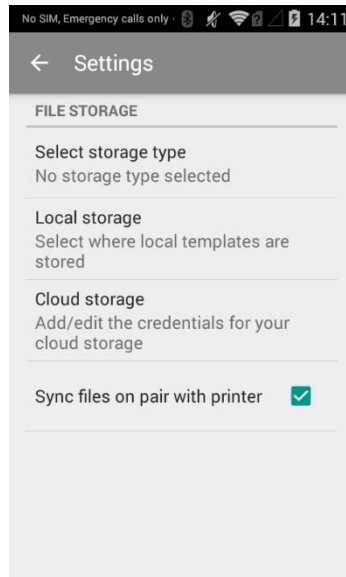 No SIM, Emergency calls only · 14:11
Settings
FILE STORAGE
Select storage type
No storage type selected
Local storage
Select where local templates are
stored
Cloud storage
Add/edit the credentials for your
cloud storage
Sync files on pair with printer